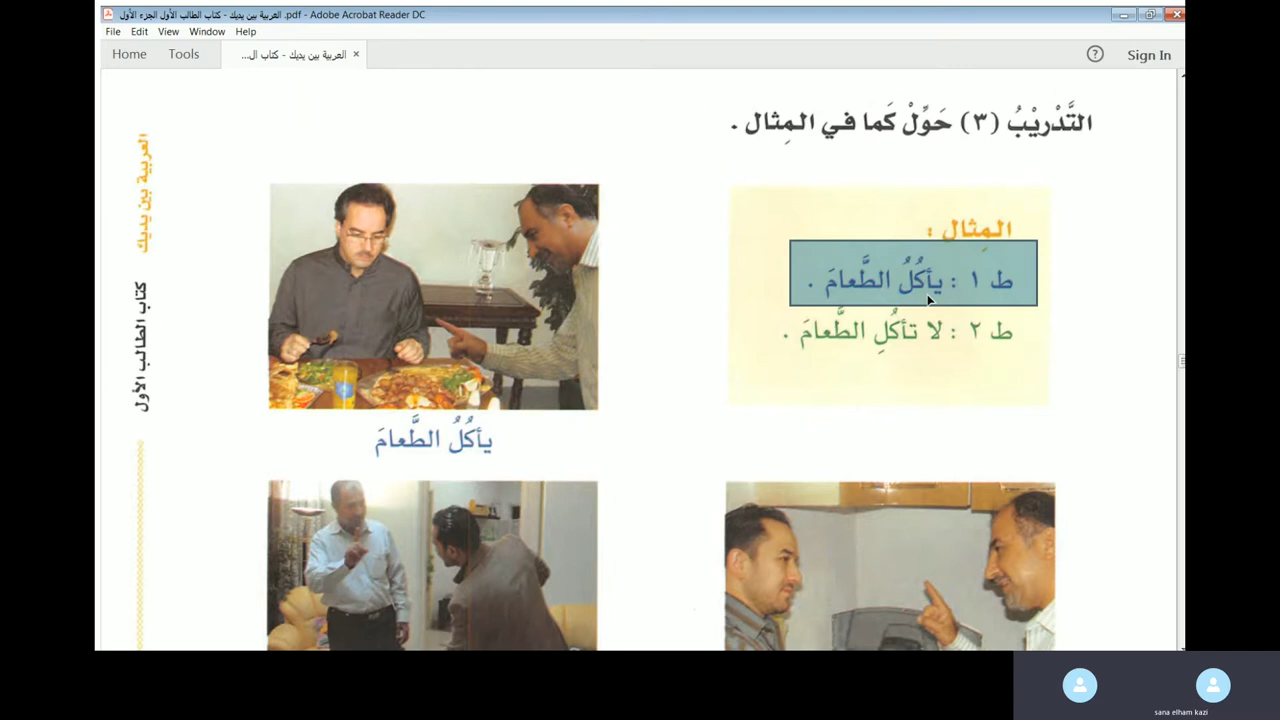 العربية بين يديك - كتاب الطالب الأول الجزء الأول .pdf - Adobe Acrobat Reader DC
File Edit View Window Help
Home Tools العربية بين يديك - كتاب ال... × ? Sign In
التَّدْريْبُ (٣) حَوِّلْ كَما في المِثال .
المِثال :
ط ١ : يأكُلُ الطَّعامَ .
ط ٢ : لا تأكُلِ الطَّعامَ .
يأكُلُ الطَّعامَ
العربية بين يديك
كتاب الطالب الأول
sana elham kazi